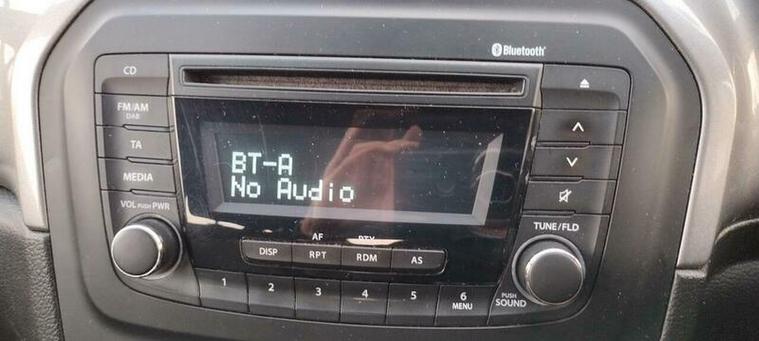 Bluetooth®
CD
FM/AM
DAB
TA
MEDIA
VOL PUSH PWR
BT-A
No Audio
TUNE/FLD
AF
PTY
DISP
RPT
RDM
AS
1
2
3
4
5
6
MENU
PUSH
SOUND